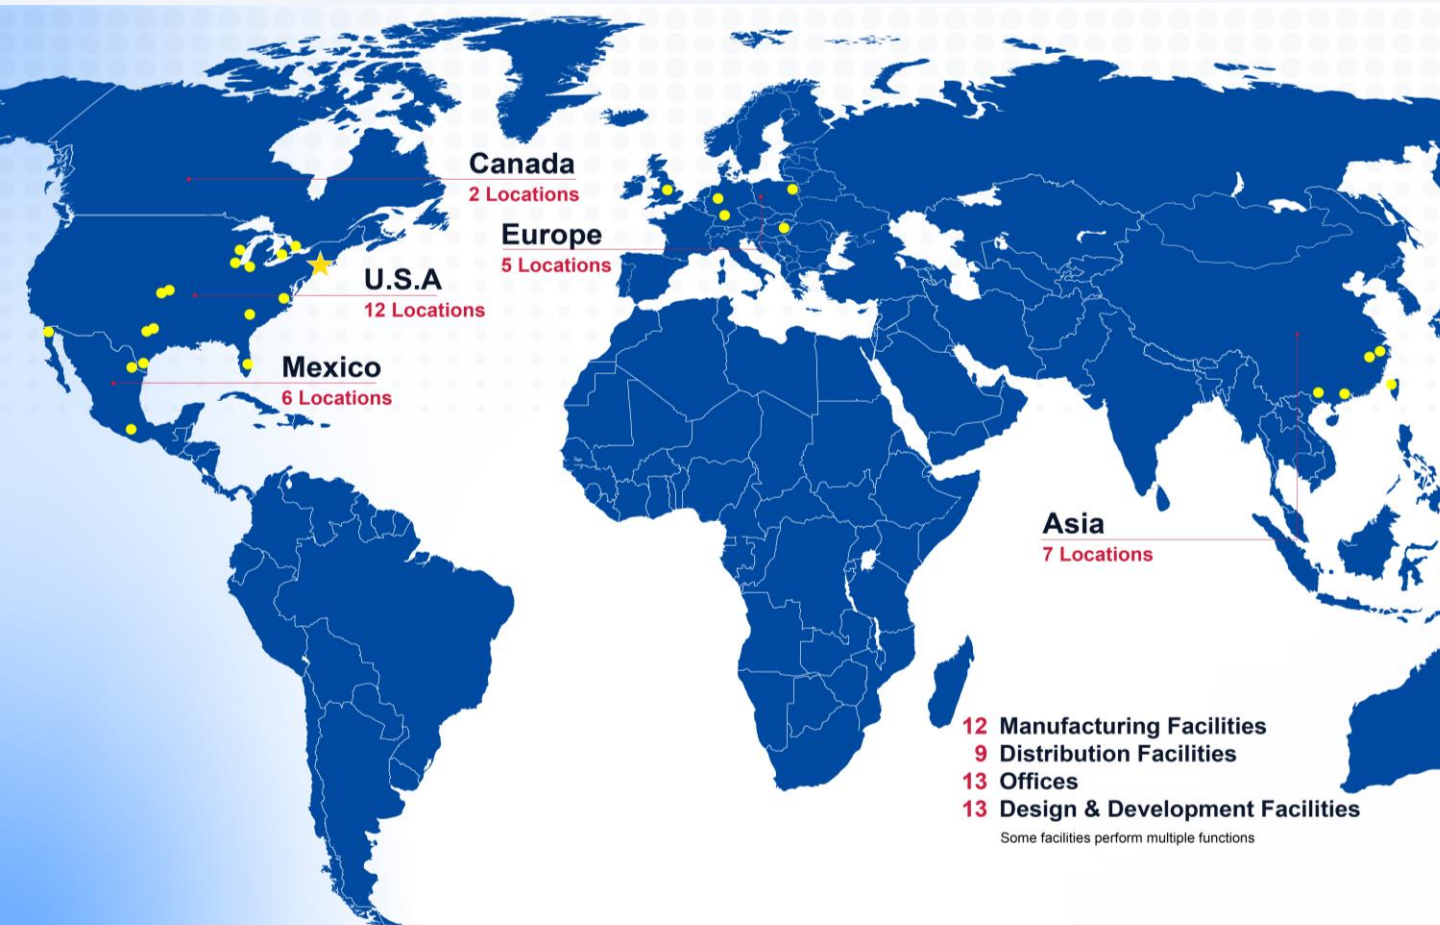 Canada
2 Locations
Europe
5 Locations
U.S.A
12 Locations
Mexico
6 Locations
Asia
7 Locations
12 Manufacturing Facilities
9 Distribution Facilities
13 Offices
13 Design & Development Facilities
Some facilities perform multiple functions